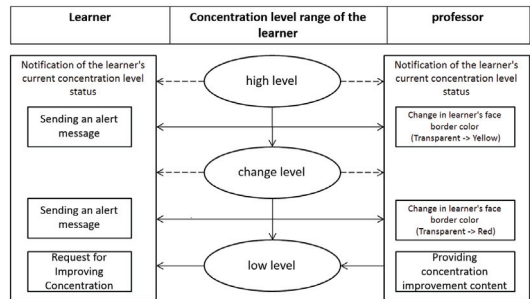 Learner
Concentration level range of the
learner
professor
Notification of the learner's
current concentration level
status
high level
Notification of the learner's
current concentration level
status
Sending an alert
message
Change in learner's face
border color
(Transparent -> Yellow)
change level
Sending an alert
message
Change in learner's face
border color
(Transparent -> Red)
Request for
Improving
Concentration
low level
Providing
concentration
improvement content